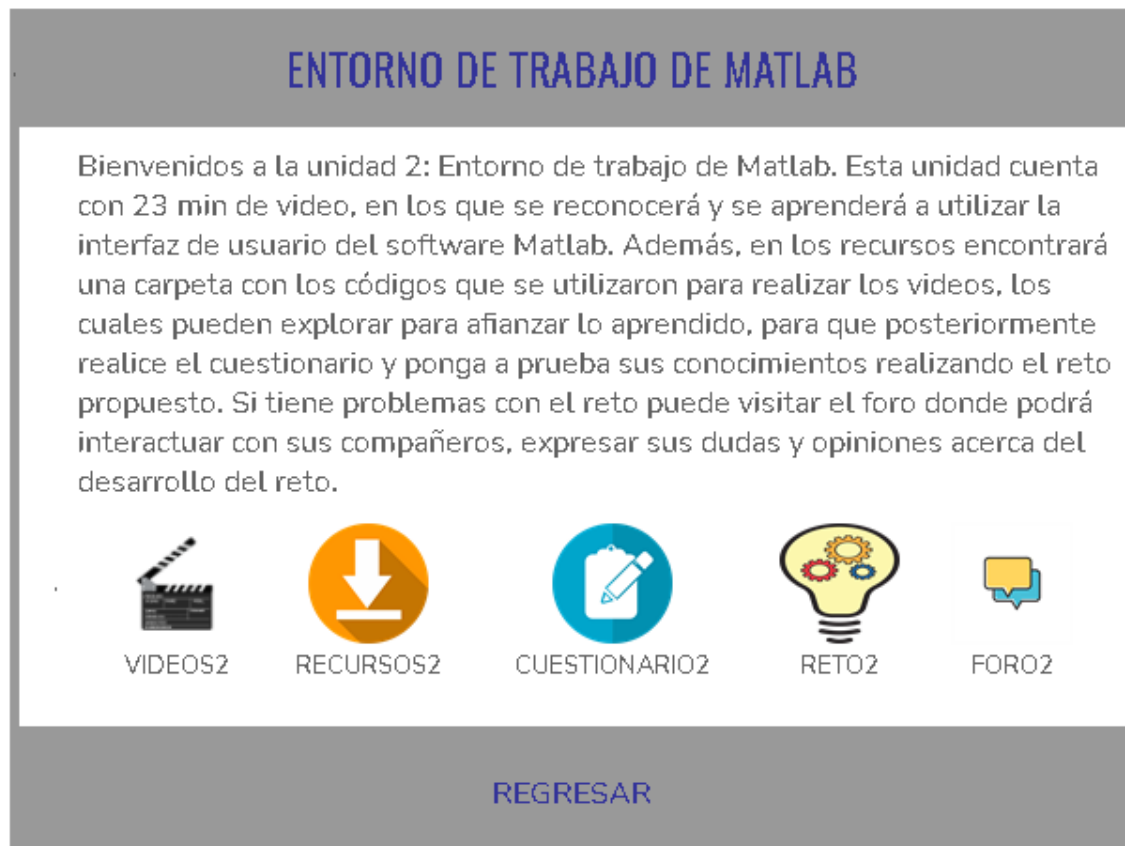 ENTORNO DE TRABAJO DE MATLAB
Bienvenidos a la unidad 2: Entorno de trabajo de Matlab. Esta unidad cuenta
con 23 min de video, en los que se reconocerá y se aprenderá a utilizar la
interfaz de usuario del software Matlab. Además, en los recursos encontrará
una carpeta con los códigos que se utilizaron para realizar los videos, los
cuales pueden explorar para afianzar lo aprendido, para que posteriormente
realice el cuestionario y ponga a prueba sus conocimientos realizando el reto
propuesto. Si tiene problemas con el reto puede visitar el foro donde podrá
interactuar con sus compañeros, expresar sus dudas y opiniones acerca del
desarrollo del reto.
VIDEOS2 RECURSOS2 CUESTIONARIO2 RETO2 FORO2
REGRESAR